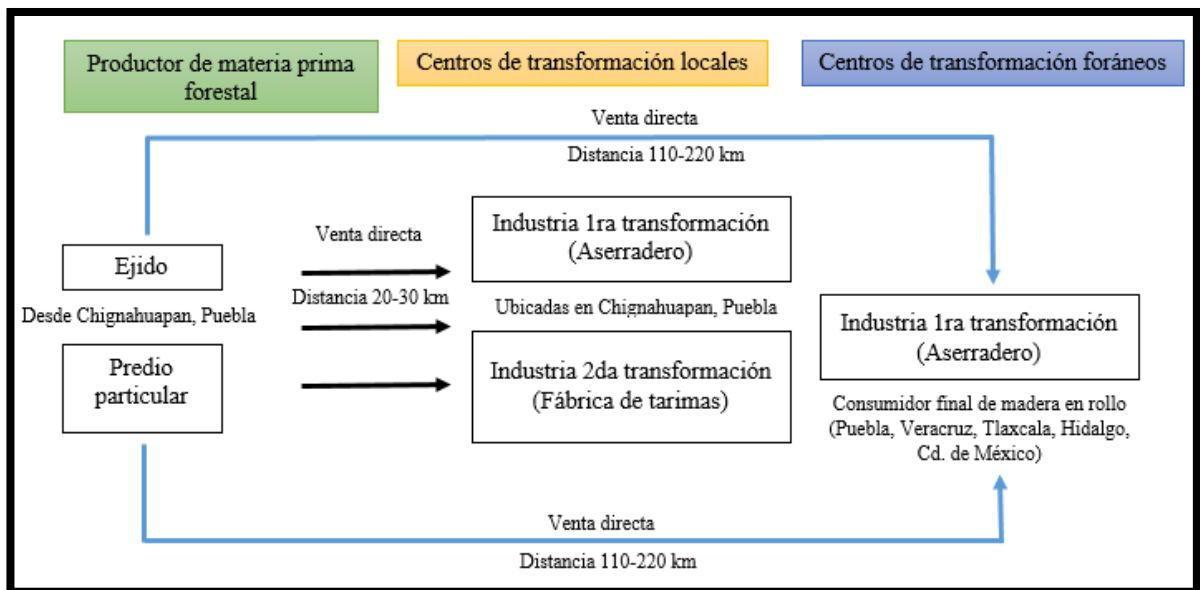 Productor de materia prima
forestal
Centros de transformación locales
Centros de transformación foráneos
Venta directa
Distancia 110-220 km
Ejido
Desde Chignahuapan, Puebla
Predio
particular
Venta directa
Distancia 20-30 km
Industria 1ra transformación
(Aserradero)
Ubicadas en Chignahuapan, Puebla
Industria 2da transformación
(Fábrica de tarimas)
Industria 1ra transformación
(Aserradero)
Consumidor final de madera en rollo
(Puebla, Veracruz, Tlaxcala, Hidalgo,
Cd. de México)
Venta directa
Distancia 110-220 km